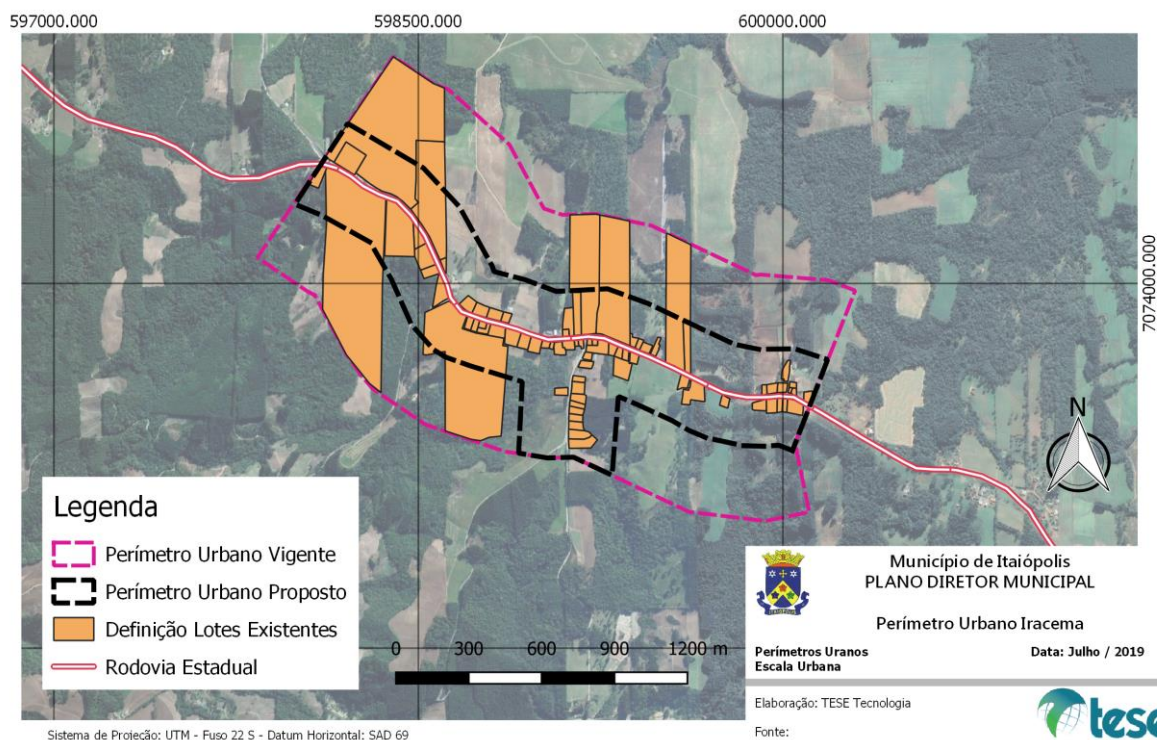 597000.000
598500.000
600000.000
7074000.000
N
Legenda
Perímetro Urbano Vigente
Perímetro Urbano Proposto
Definição Lotes Existentes
Rodovia Estadual
0 300 600 900 1200 m
Município de Itaiópolis
PLANO DIRETOR MUNICIPAL
Perímetro Urbano Iracema
Perímetros Uranos
Escala Urbana
Data: Julho / 2019
Elaboração: TESE Tecnologia
Fonte:
tese
Sistema de Projeção: UTM - Fuso 22 S - Datum Horizontal: SAD 69